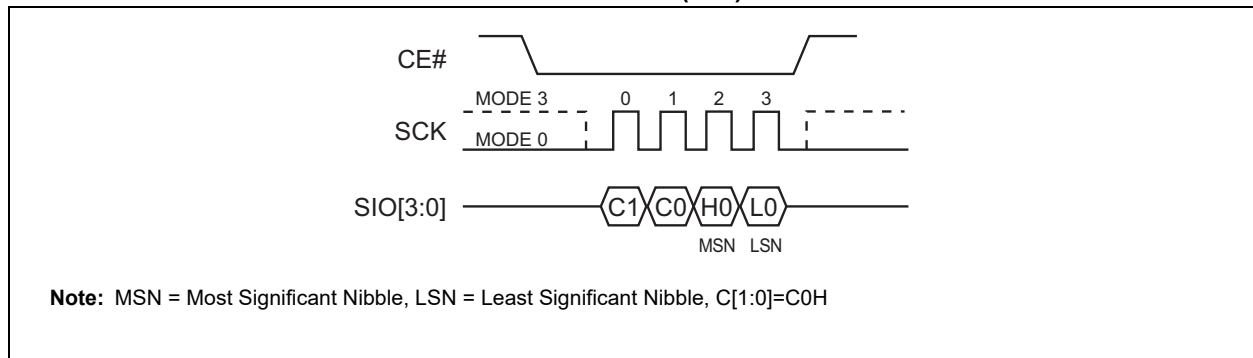 CE#
MODE 3 0 1 2 3
SCK
MODE 0
SIO[3:0] C1 C0 H0 L0
MSN LSN
Note: MSN = Most Significant Nibble, LSN = Least Significant Nibble, C[1:0]=C0H